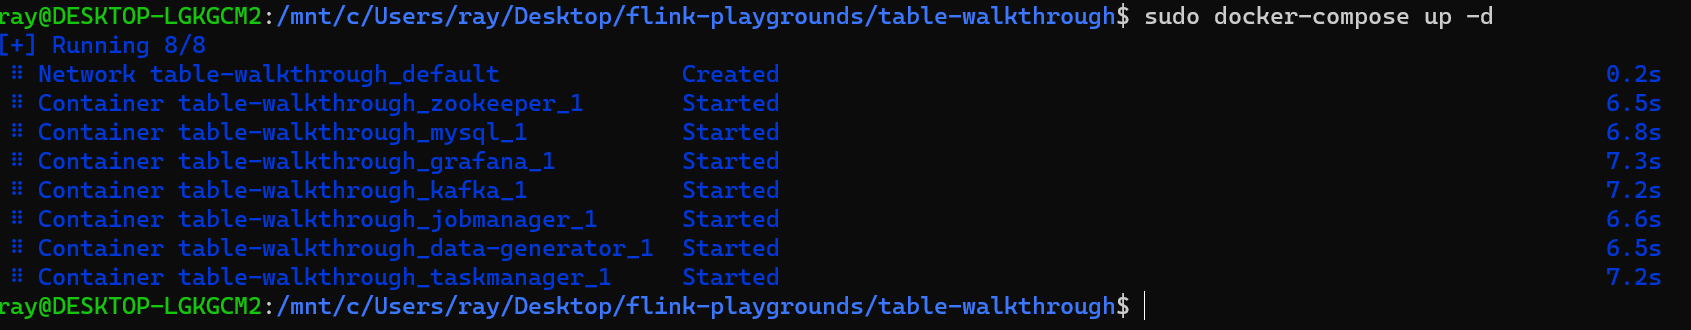 ray@DESKTOP-LGKGCM2:/mnt/c/Users/ray/Desktop/flink-playgrounds/table-walkthrough$ sudo docker-compose up -d
[+] Running 8/8
⠿ Network table-walkthrough_default Created 0.2s
⠿ Container table-walkthrough_zookeeper_1 Started 6.5s
⠿ Container table-walkthrough_mysql_1 Started 6.8s
⠿ Container table-walkthrough_grafana_1 Started 7.3s
⠿ Container table-walkthrough_kafka_1 Started 7.2s
⠿ Container table-walkthrough_jobmanager_1 Started 6.6s
⠿ Container table-walkthrough_data-generator_1 Started 6.5s
⠿ Container table-walkthrough_taskmanager_1 Started 7.2s
ray@DESKTOP-LGKGCM2:/mnt/c/Users/ray/Desktop/flink-playgrounds/table-walkthrough$